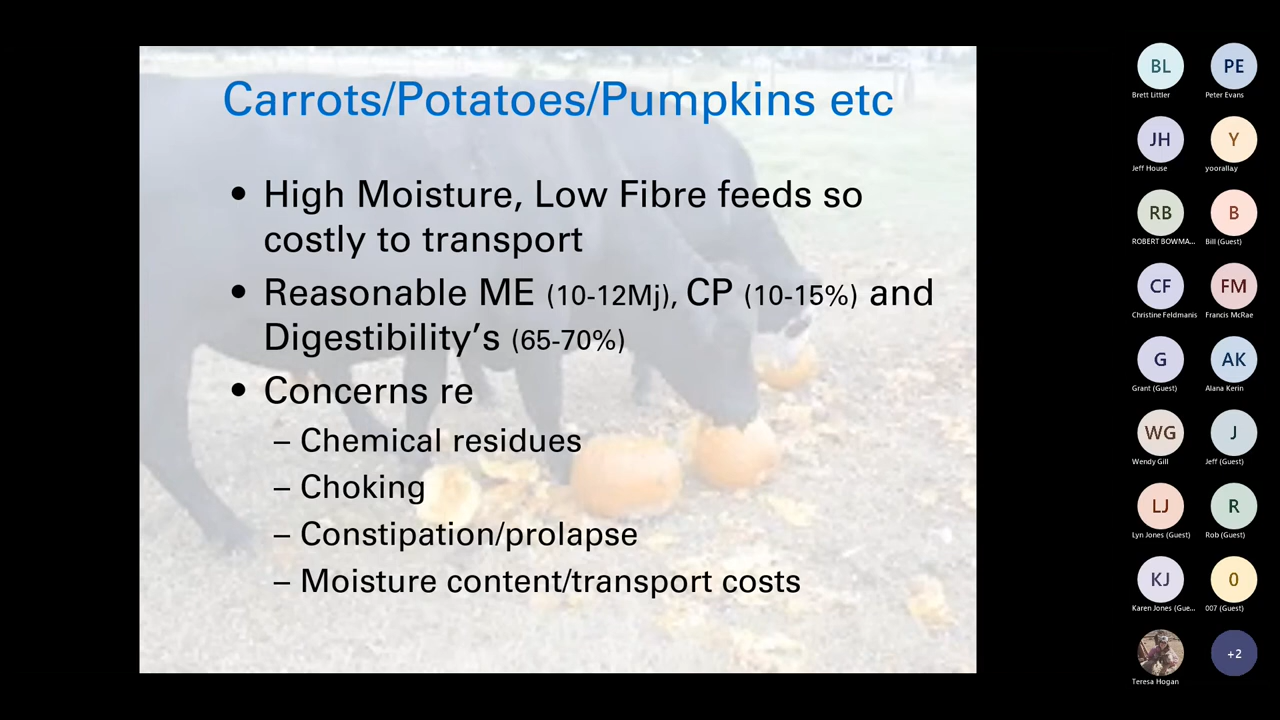 Carrots/Potatoes/Pumpkins etc
• High Moisture, Low Fibre feeds so
costly to transport
• Reasonable ME (10-12Mj), CP (10-15%) and
Digestibility’s (65-70%)
• Concerns re
– Chemical residues
– Choking
– Constipation/prolapse
– Moisture content/transport costs
BL PE
Brett Littler Peter Evans
JH Y
Jeff House yoorallay
RB B
ROBERT BOWMA... Bill (Guest)
CF FM
Christine Feldmanis Francis McRae
G AK
Grant (Guest) Alana Kerin
WG J
Wendy Gill Jeff (Guest)
LJ R
Lyn Jones (Guest) Rob (Guest)
KJ 0
Karen Jones (Gue... 007 (Guest)
+2
Teresa Hogan